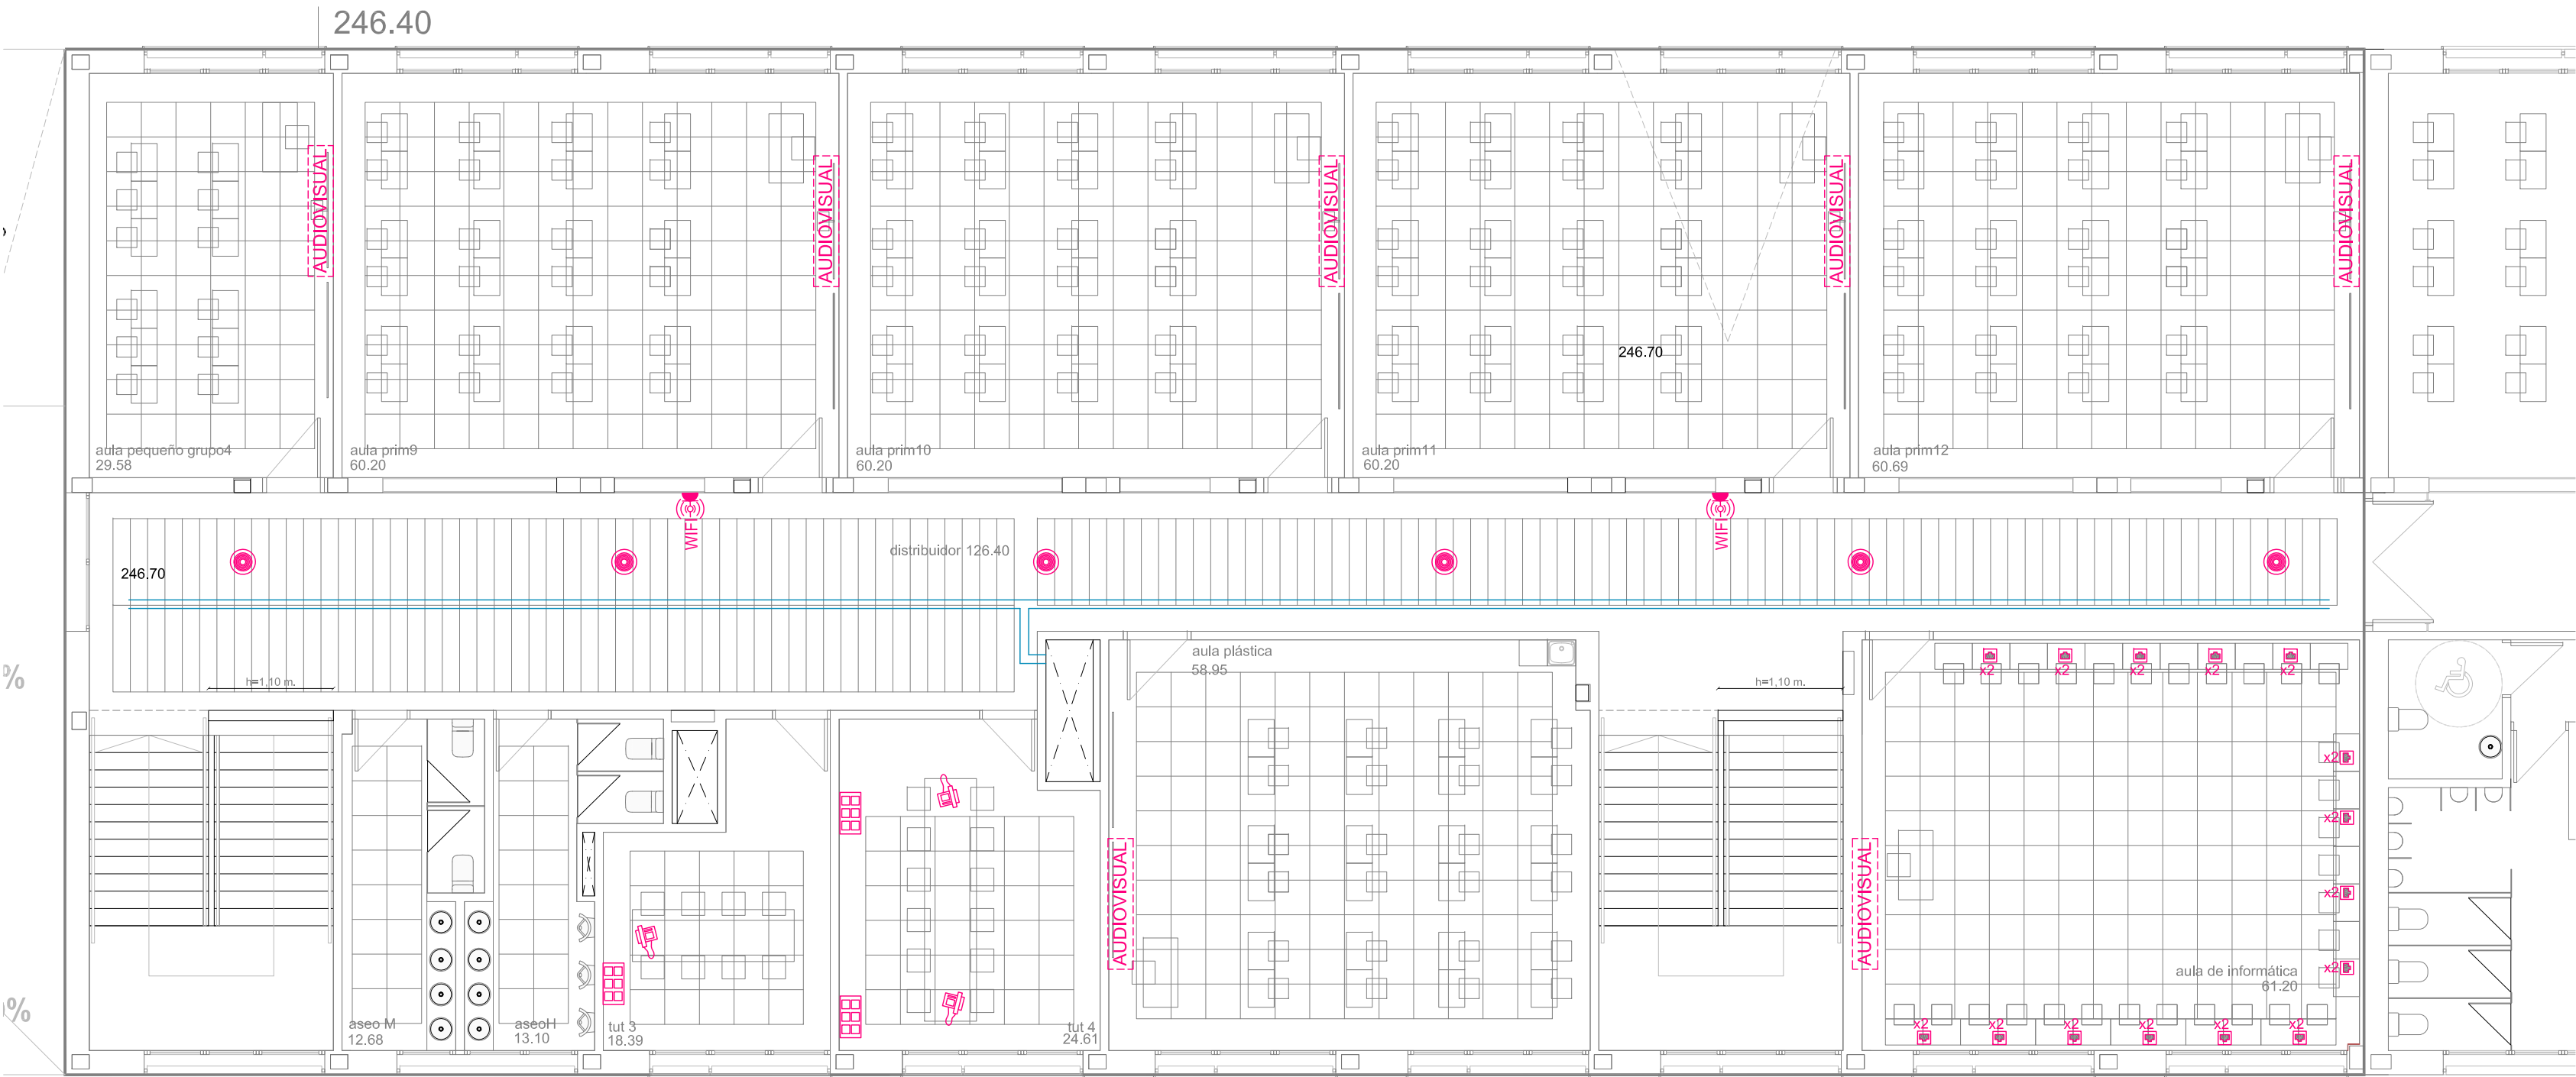 246.40
AUDIOVISUAL
AUDIOVISUAL
AUDIOVISUAL
AUDIOVISUAL
AUDIOVISUAL
246.70
aula pequeño grupo4
29.58
aula prim9
60.20
aula prim10
60.20
aula prim11
60.20
aula prim12
60.69
WIFI
WIFI
distribuidor 126.40
246.70
%
h=1,10 m.
aula plástica
58.95
h=1,10 m.
x2
x2
x2
x2
x2
x2
x2
x2
x2
AUDIOVISUAL
AUDIOVISUAL
aula de informática
61.20
%
aseo M
12.68
aseoH
13.10
tut 3
18.39
tut 4
24.61
x2
x2
x2
x2
x2
x2